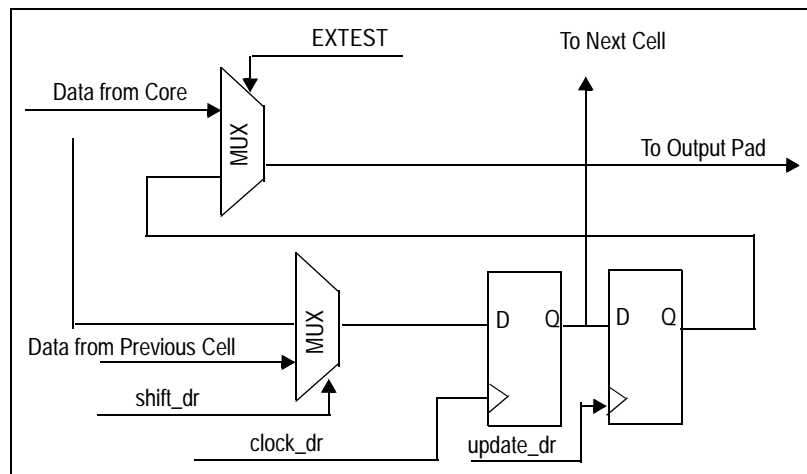 EXTEST
To Next Cell
Data from Core
MUX
To Output Pad
MUX
D Q
D Q
Data from Previous Cell
shift_dr
clock_dr
update_dr